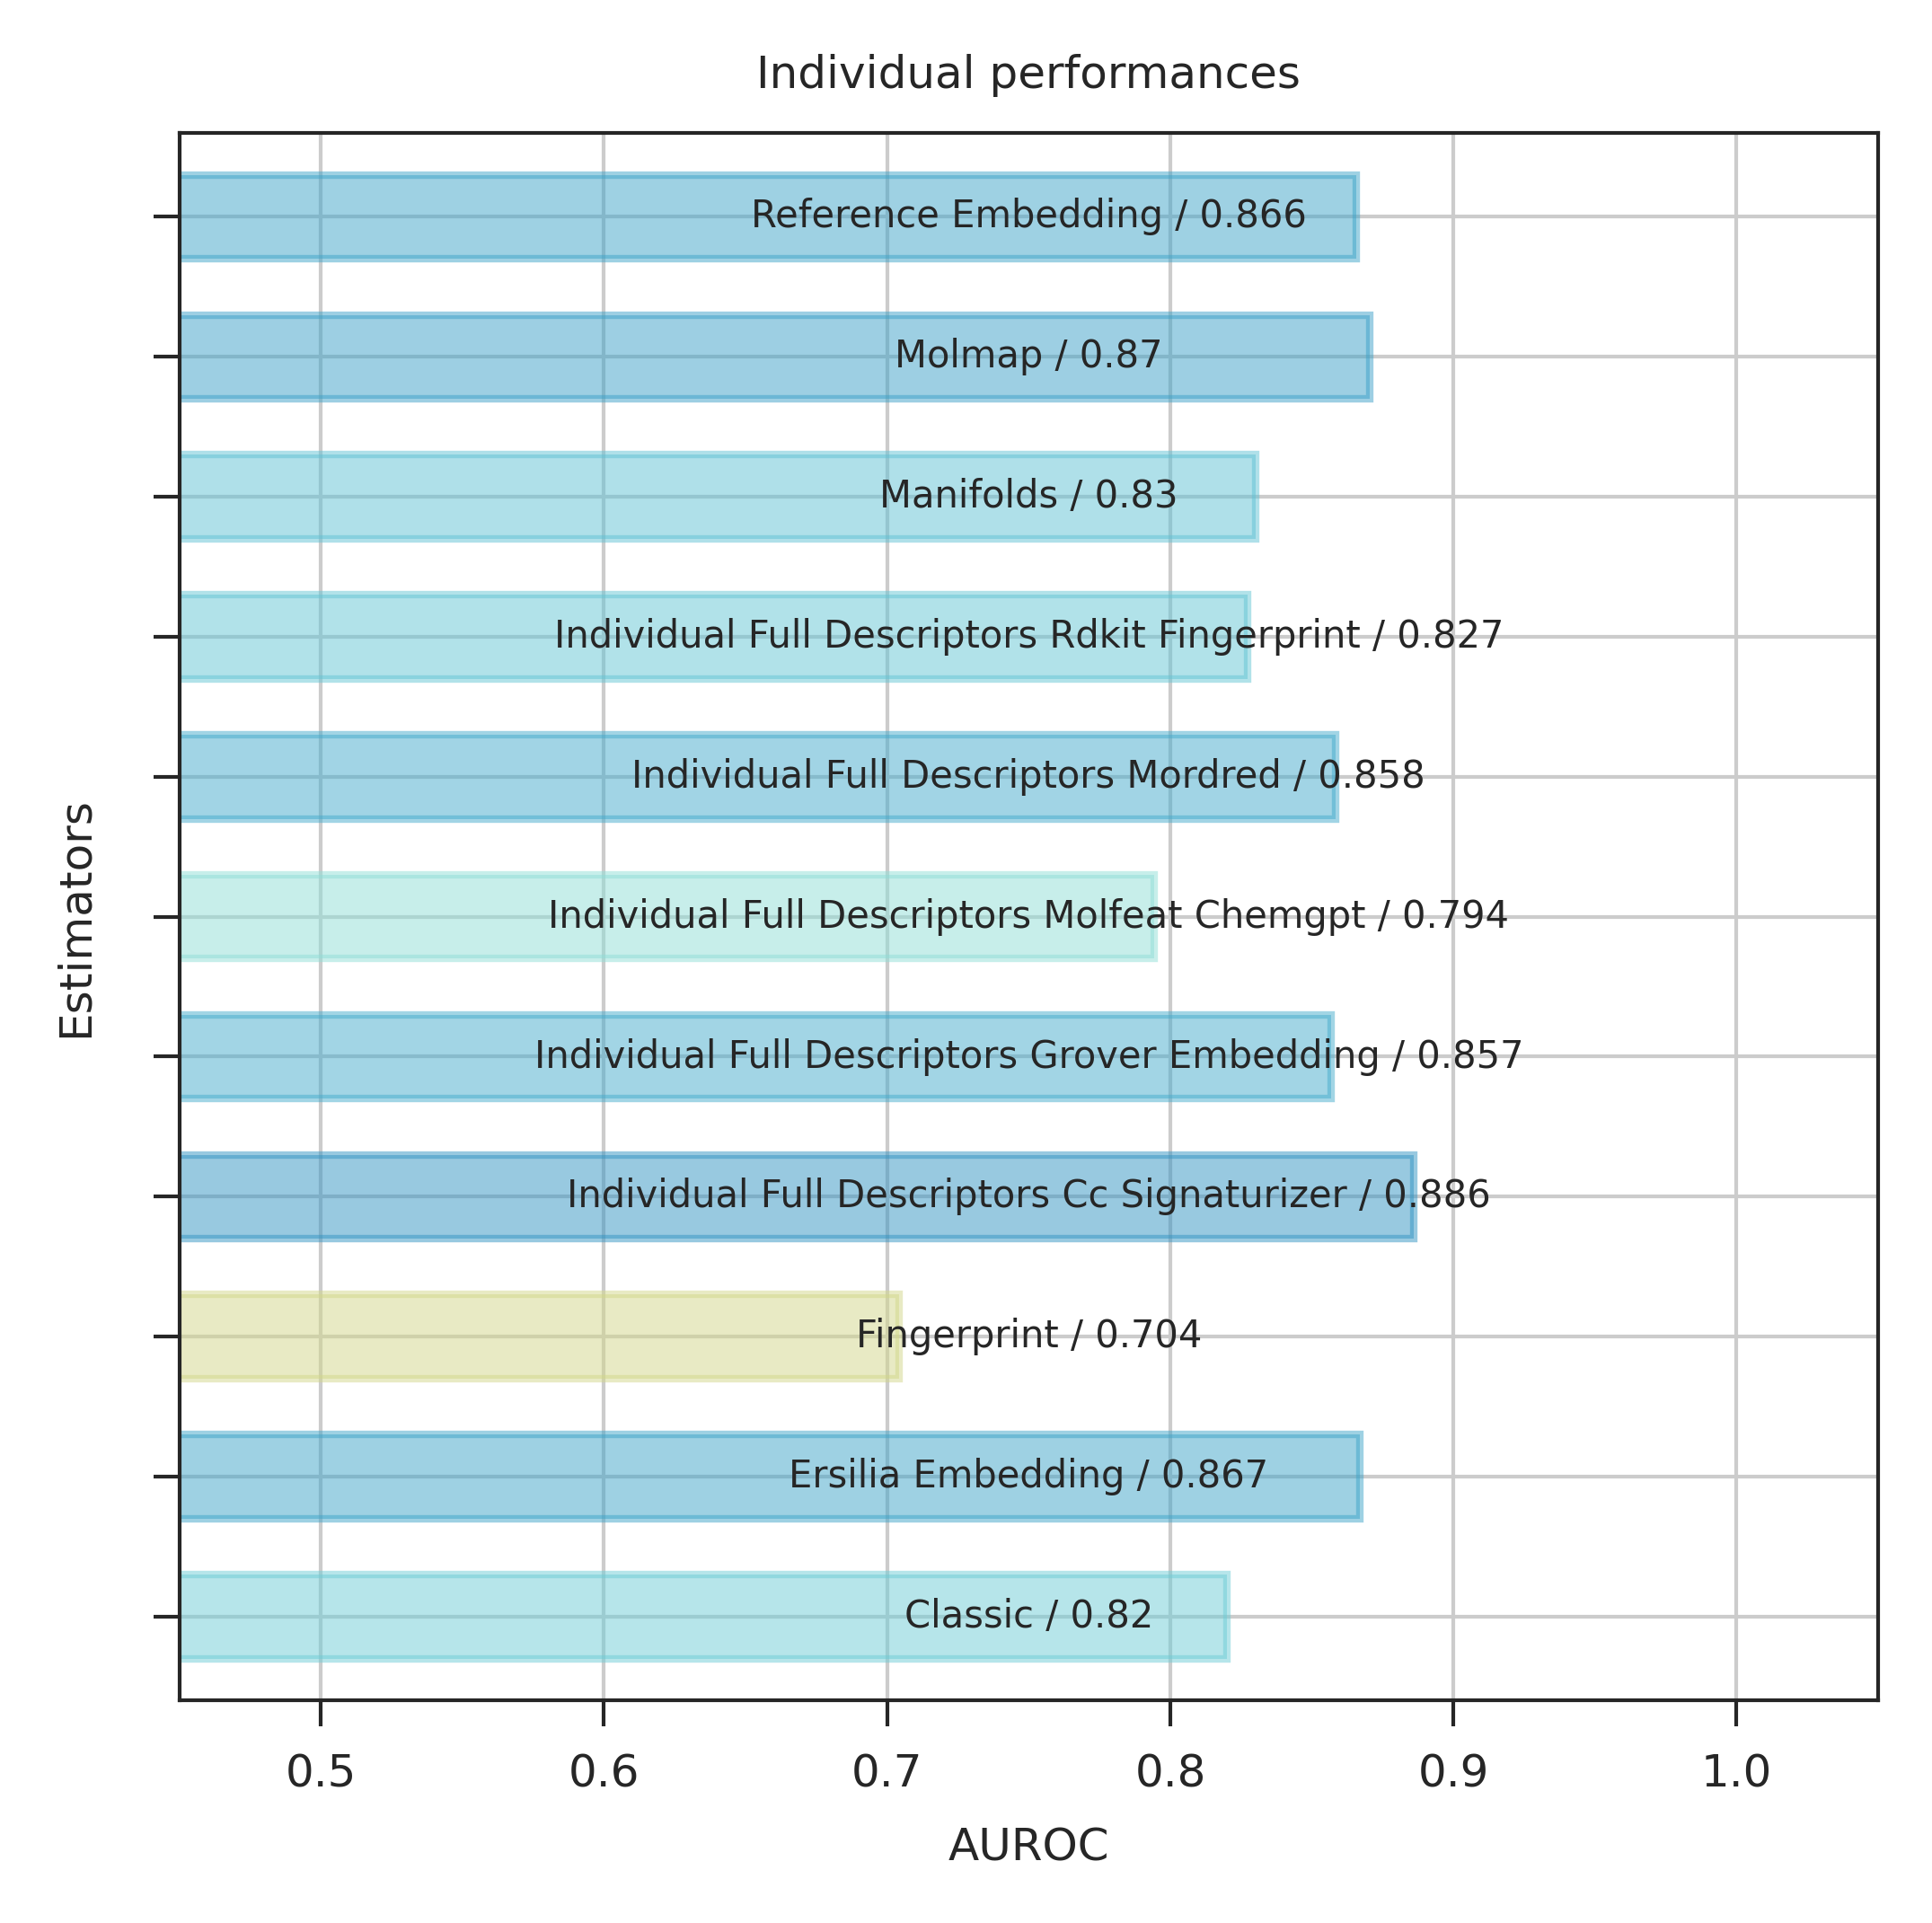 Individual performances
Reference Embedding / 0.866
Molmap / 0.87
Manifolds / 0.83
Individual Full Descriptors Rdkit Fingerprint / 0.827
Individual Full Descriptors Mordred / 0.858
Individual Full Descriptors Molfeat Chemgpt / 0.794
Individual Full Descriptors Grover Embedding / 0.857
Individual Full Descriptors Cc Signaturizer / 0.886
Fingerprint / 0.704
Ersilia Embedding / 0.867
Classic / 0.82
Estimators
0.5 0.6 0.7 0.8 0.9 1.0
AUROC